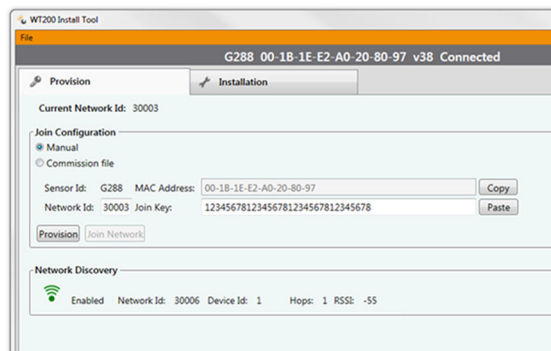 WT200 Install Tool
File
G288 00-1B-1E-E2-A0-20-80-97 v38 Connected
Provision Installation
Current Network Id: 30003
Join Configuration
Manual
Commission file
Sensor Id: G288 MAC Address: 00-1B-1E-E2-A0-20-80-97 Copy
Network Id: 30003 Join Key: 12345678123456781234567812345678 Paste
Provision Join Network
Network Discovery
Enabled Network Id: 30006 Device Id: 1 Hops: 1 RSSI: -55